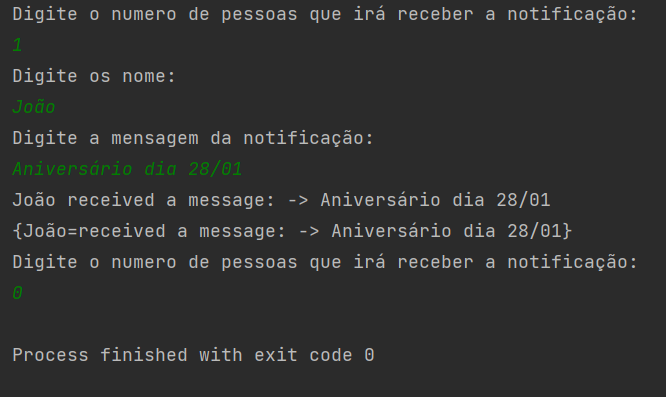 Digite o numero de pessoas que irá receber a notificação:
1
Digite os nome:
João
Digite a mensagem da notificação:
Aniversário dia 28/01
João received a message: -> Aniversário dia 28/01
{João=received a message: -> Aniversário dia 28/01}
Digite o numero de pessoas que irá receber a notificação:
0
Process finished with exit code 0